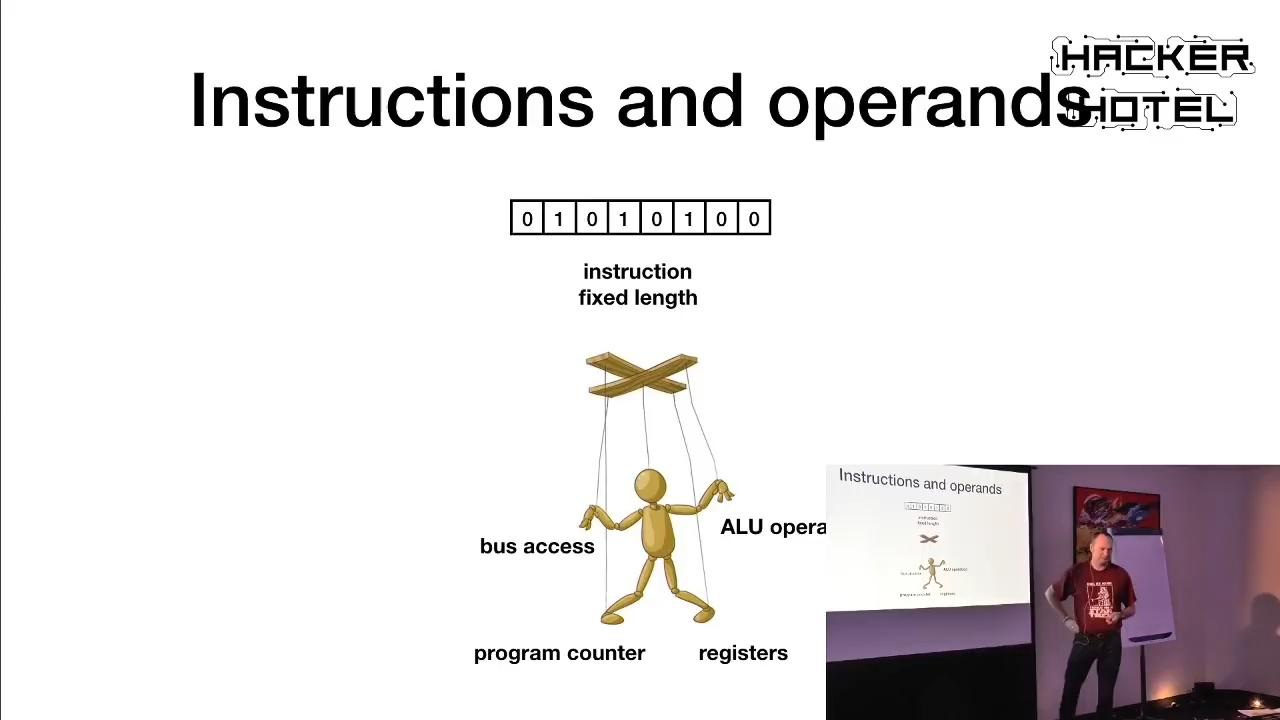 HACKER
HOTEL
Instructions and operands
0 1 0 1 0 1 0 0
instruction
fixed length
bus access
ALU opera
program counter
registers
Instructions and operands